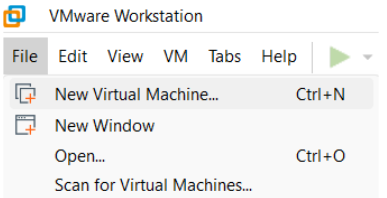 VMware Workstation
File Edit View VM Tabs Help
New Virtual Machine... Ctrl+N
New Window
Open... Ctrl+O
Scan for Virtual Machines...